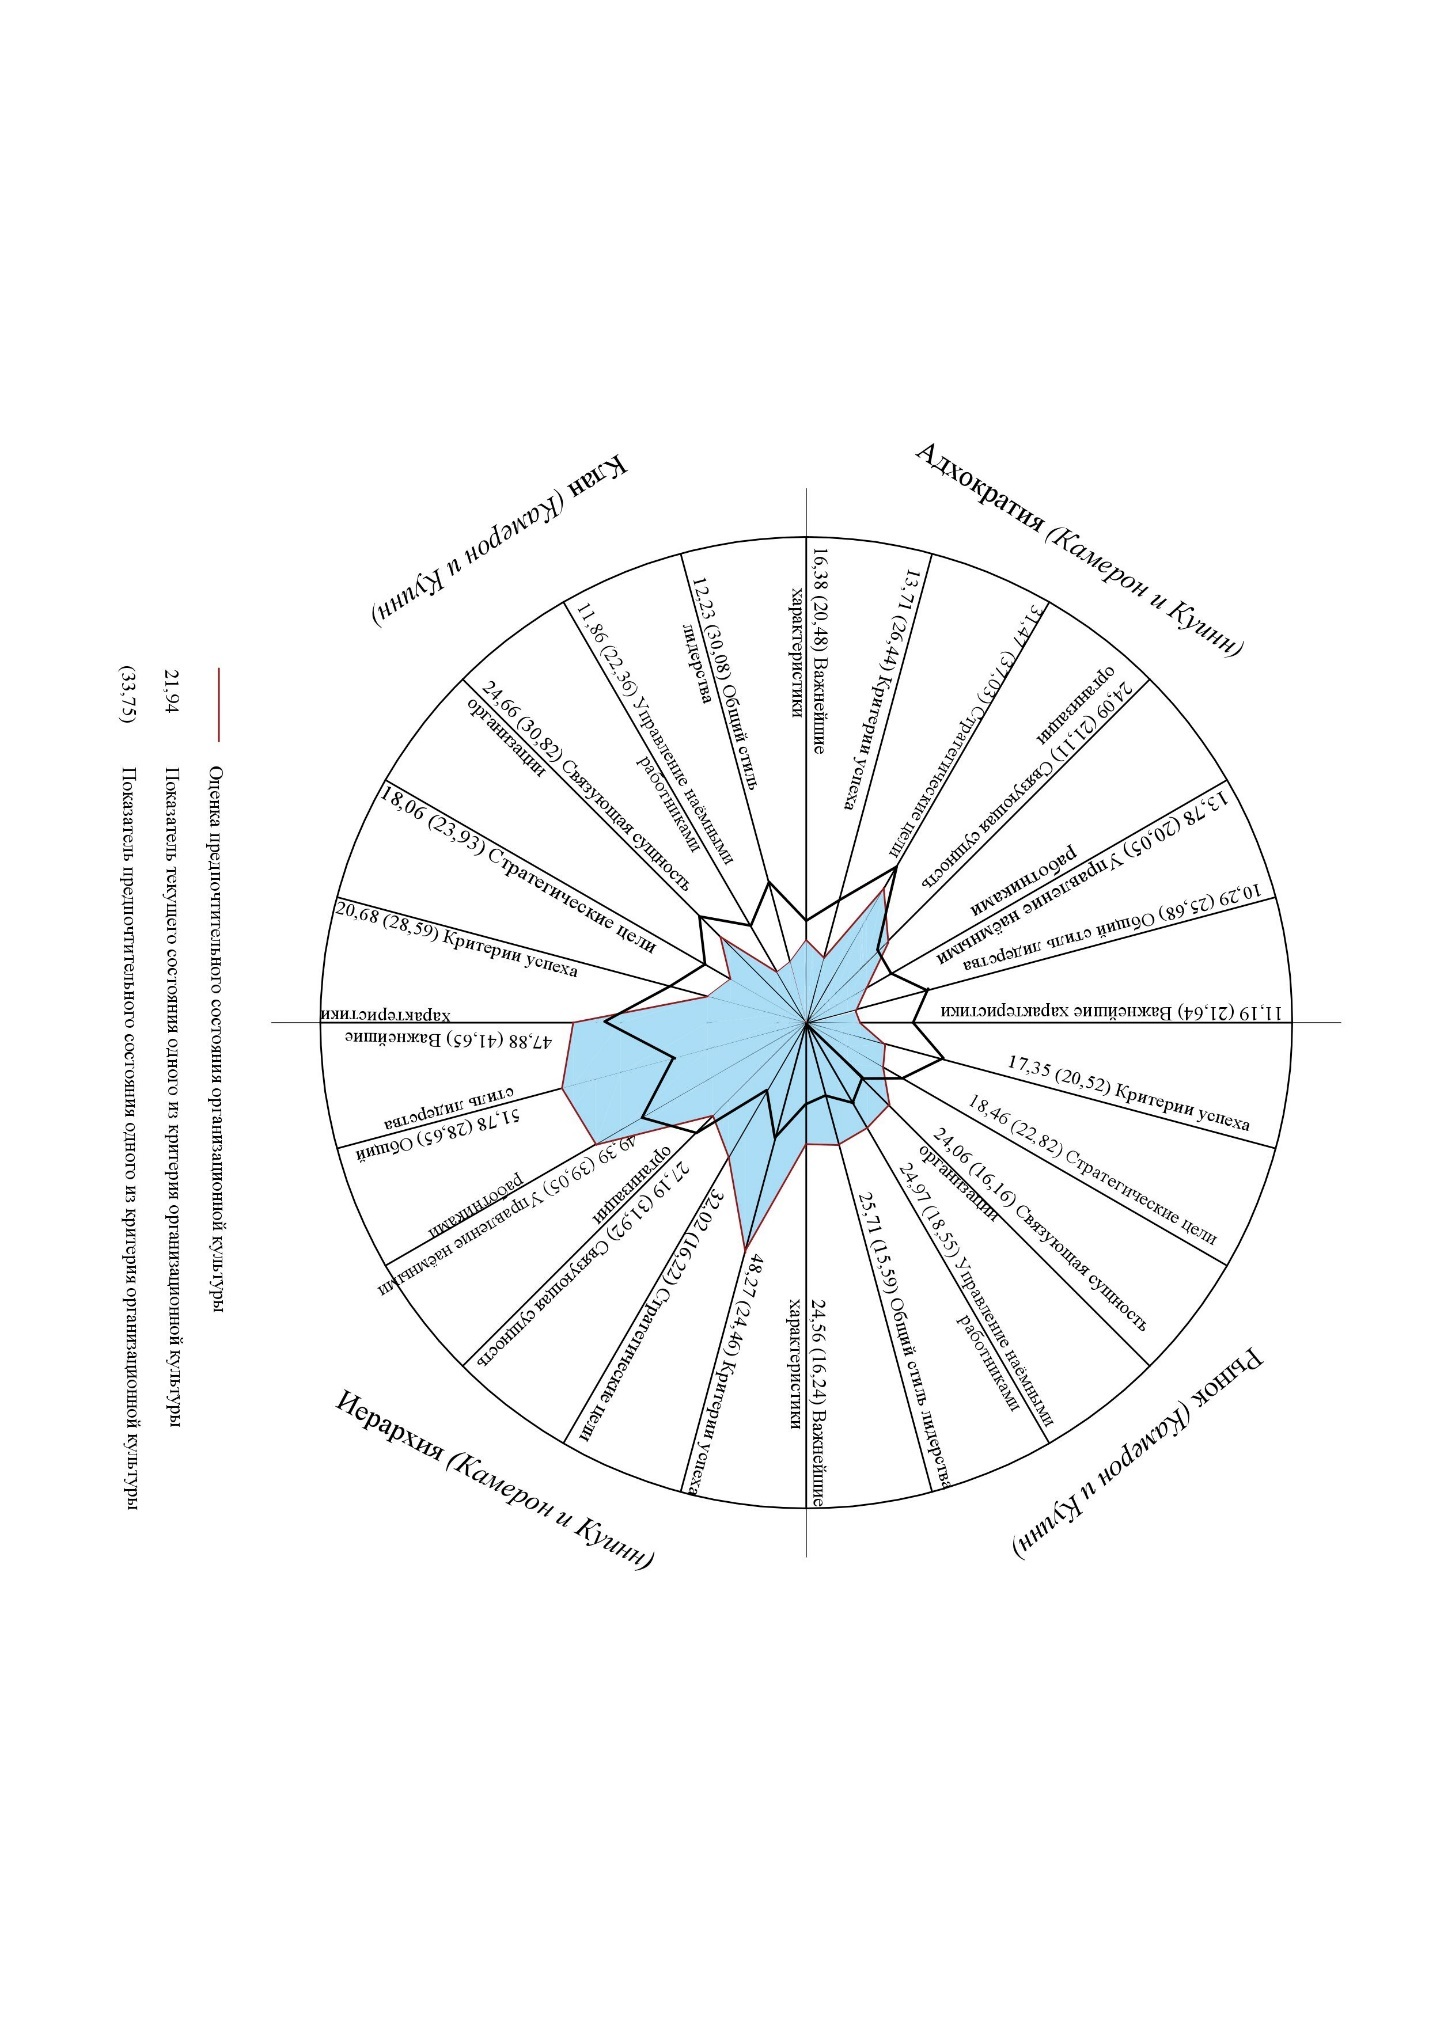 Адхократия (Камерон и Куинн)
16,38 (20,48) Важнейшие
характеристики
13,71 (26,44) Критерии успеха
31,47 (37,03) Стратегические цели
24,09 (21,11) Связующая сущность
организации
13,78 (20,05) Управление наёмными
работниками
10,29 (25,68) Общий стиль лидерства
11,19 (21,64) Важнейшие характеристики
17,35 (20,52) Критерии успеха
18,46 (22,82) Стратегические цели
24,06 (16,16) Связующая сущность
организации
24,97 (18,55) Управление наёмными
работниками
25,71 (15,59) Общий стиль лидерства
24,56 (16,24) Важнейшие
характеристики
Рынок (Камерон и Куинн)
48,27 (24,46) Критерии успеха
32,02 (16,22) Стратегические цели
27,19 (31,92) Связующая сущность
организации
49,39 (39,05) Управление наёмными
работниками
51,78 (28,65) Общий
стиль лидерства
47,88 (41,65) Важнейшие
характеристики
Иерархия (Камерон и Куинн)
20,68 (28,59) Критерии успеха
18,06 (23,93) Стратегические цели
24,66 (30,82) Связующая сущность
организации
11,86 (22,36) Управление наёмными
работниками
12,23 (30,08) Общий стиль
лидерства
Клан (Камерон и Куинн)
Оценка предпочтительного состояния организационной культуры
21,94 Показатель текущего состояния одного из критерия организационной культуры
(33,75) Показатель предпочтительного состояния одного из критерия организационной культуры